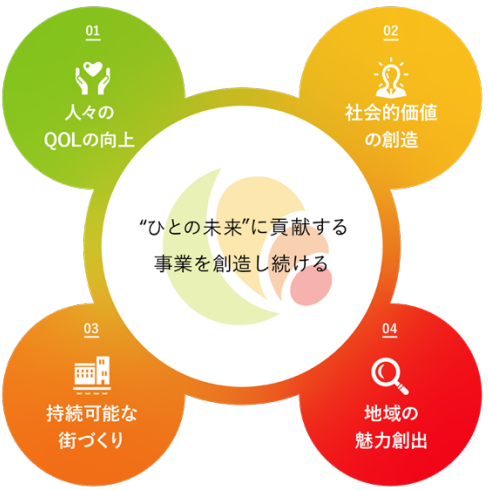 01
人々の
QOLの向上
02
社会的価値
の創造
“ひとの未来”に貢献する
事業を創造し続ける
03
持続可能な
街づくり
04
地域の
魅力創出